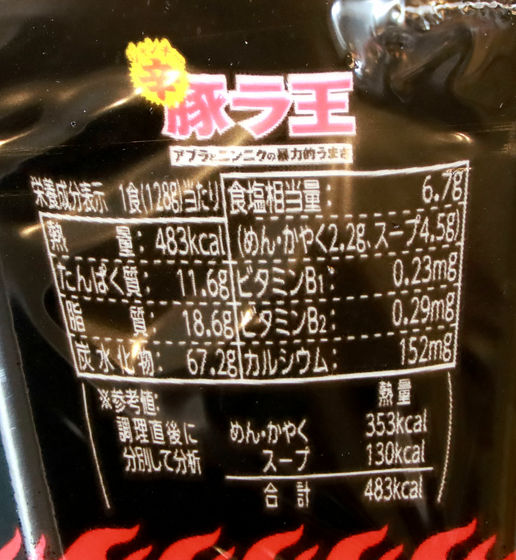 辛
豚ラ王
アブラとニンニクの暴力的うまさ
栄養成分表示 1食(128g)当たり
熱量: 483kcal
たんぱく質: 11.6g
脂質: 18.6g
炭水化物: 67.2g
食塩相当量: 6.7g
(めん・かやく2.2g、スープ4.5g)
ビタミンB1: 0.23mg
ビタミンB2: 0.29mg
カルシウム: 152mg
※参考値:
調理直後に
分別して分析
熱量
めん・かやく 353kcal
スープ 130kcal
合計 483kcal